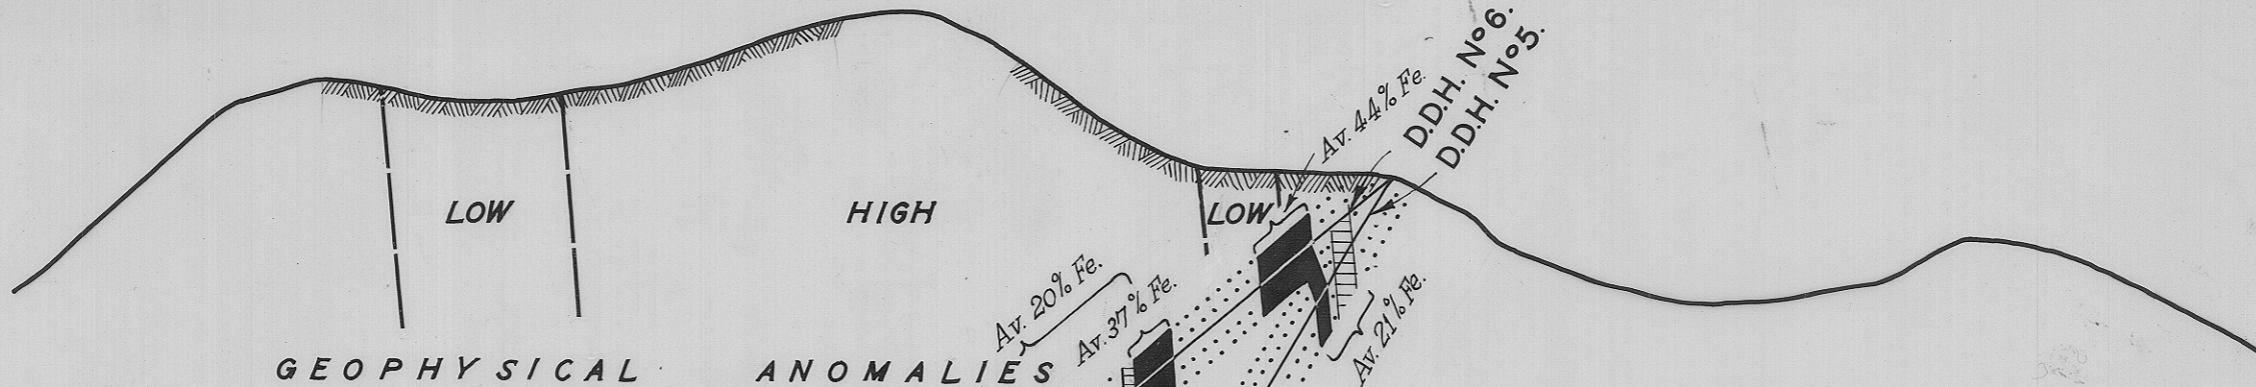 D.D.H. Nº6.
D.D.H. Nº5.
Av. 44% Fe.
LOW
HIGH
LOW
Av. 20% Fe.
Av. 37% Fe.
Av. 21% Fe.
GEOPHYSICAL ANOMALIES